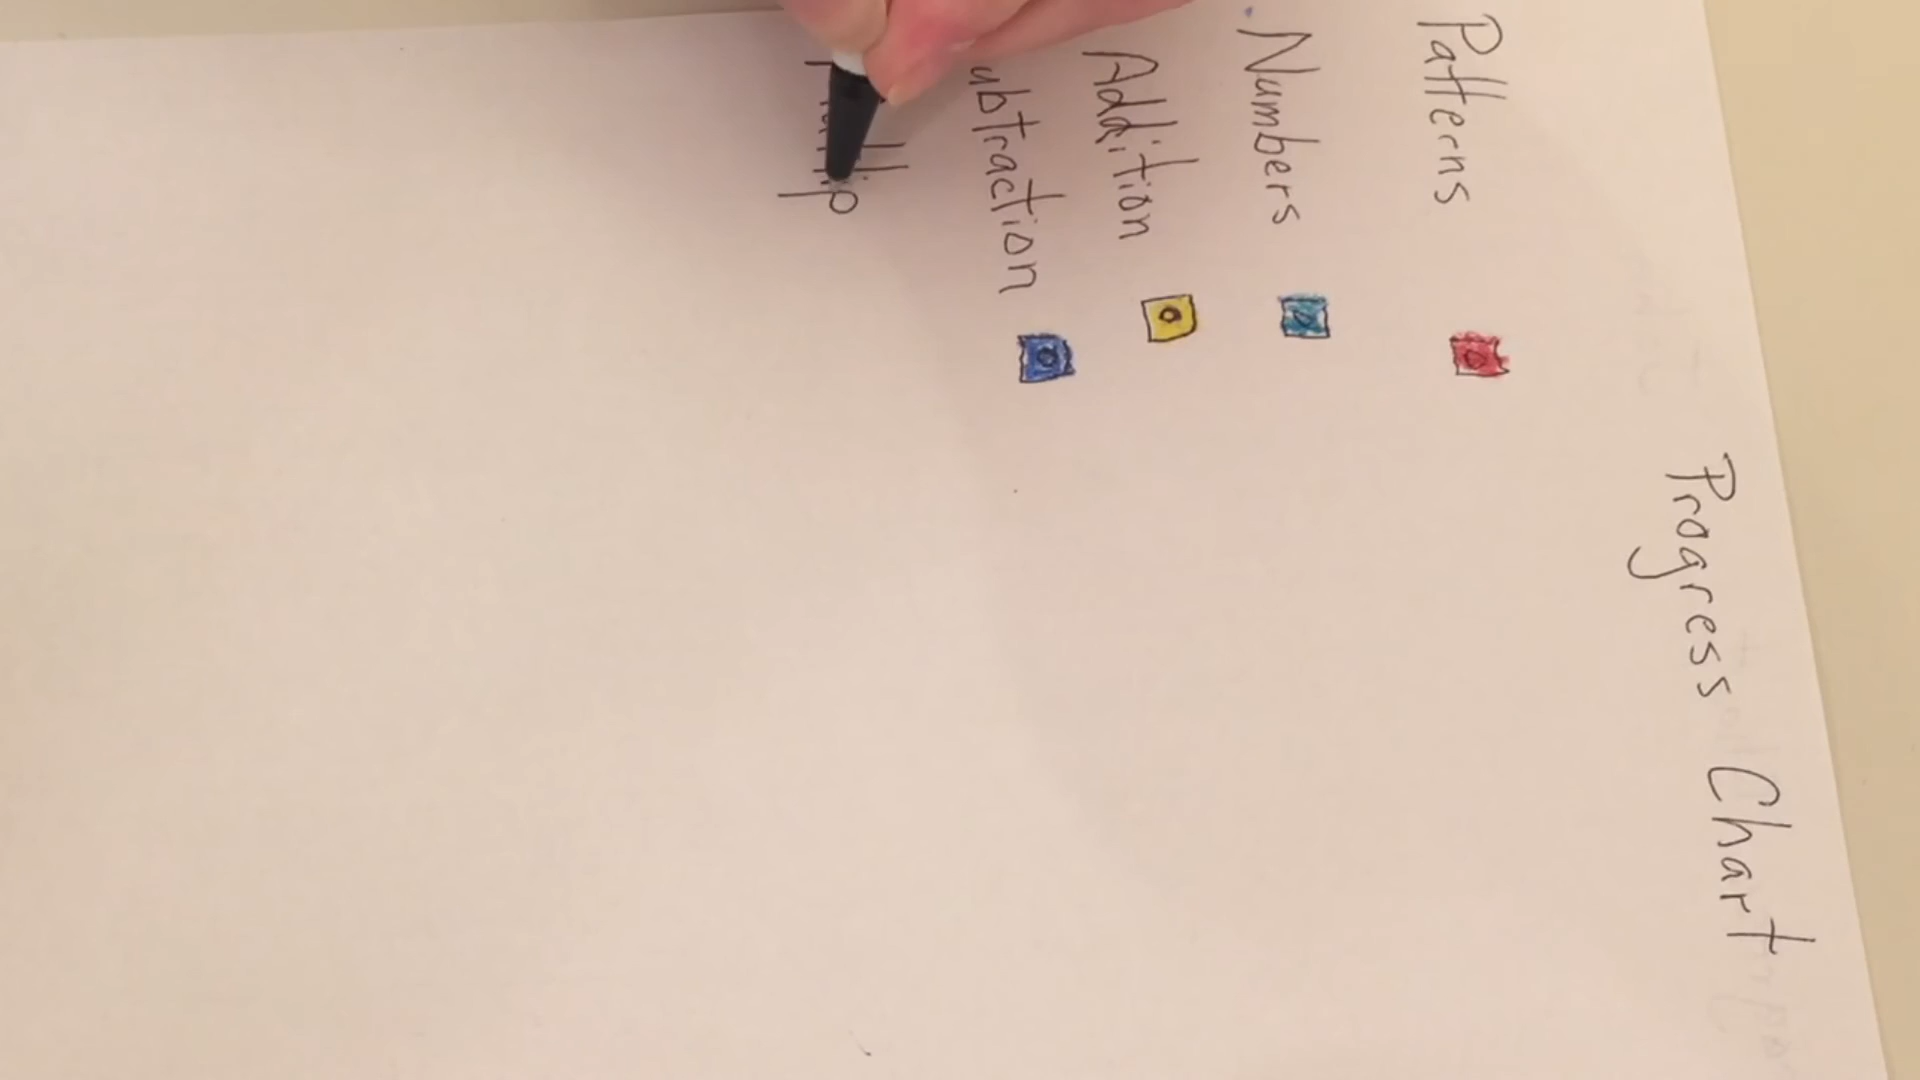 Progress Chart
Patterns
Numbers
Addition
ubtraction